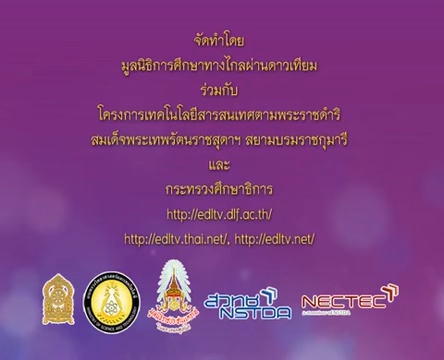 จัดทำโดย
มูลนิธิการศึกษาทางไกลผ่านดาวเทียม
ร่วมกับ
โครงการเทคโนโลยีสารสนเทศตามพระราชดำริ
สมเด็จพระเทพรัตนราชสุดาฯ สยามบรมราชกุมารี
และ
กระทรวงศึกษาธิการ
http://edltv.dlf.ac.th/
http://edltv.thai.net/, http://edltv.net/
สวทช
NSTDA
NECTEC
a member of NSTDA